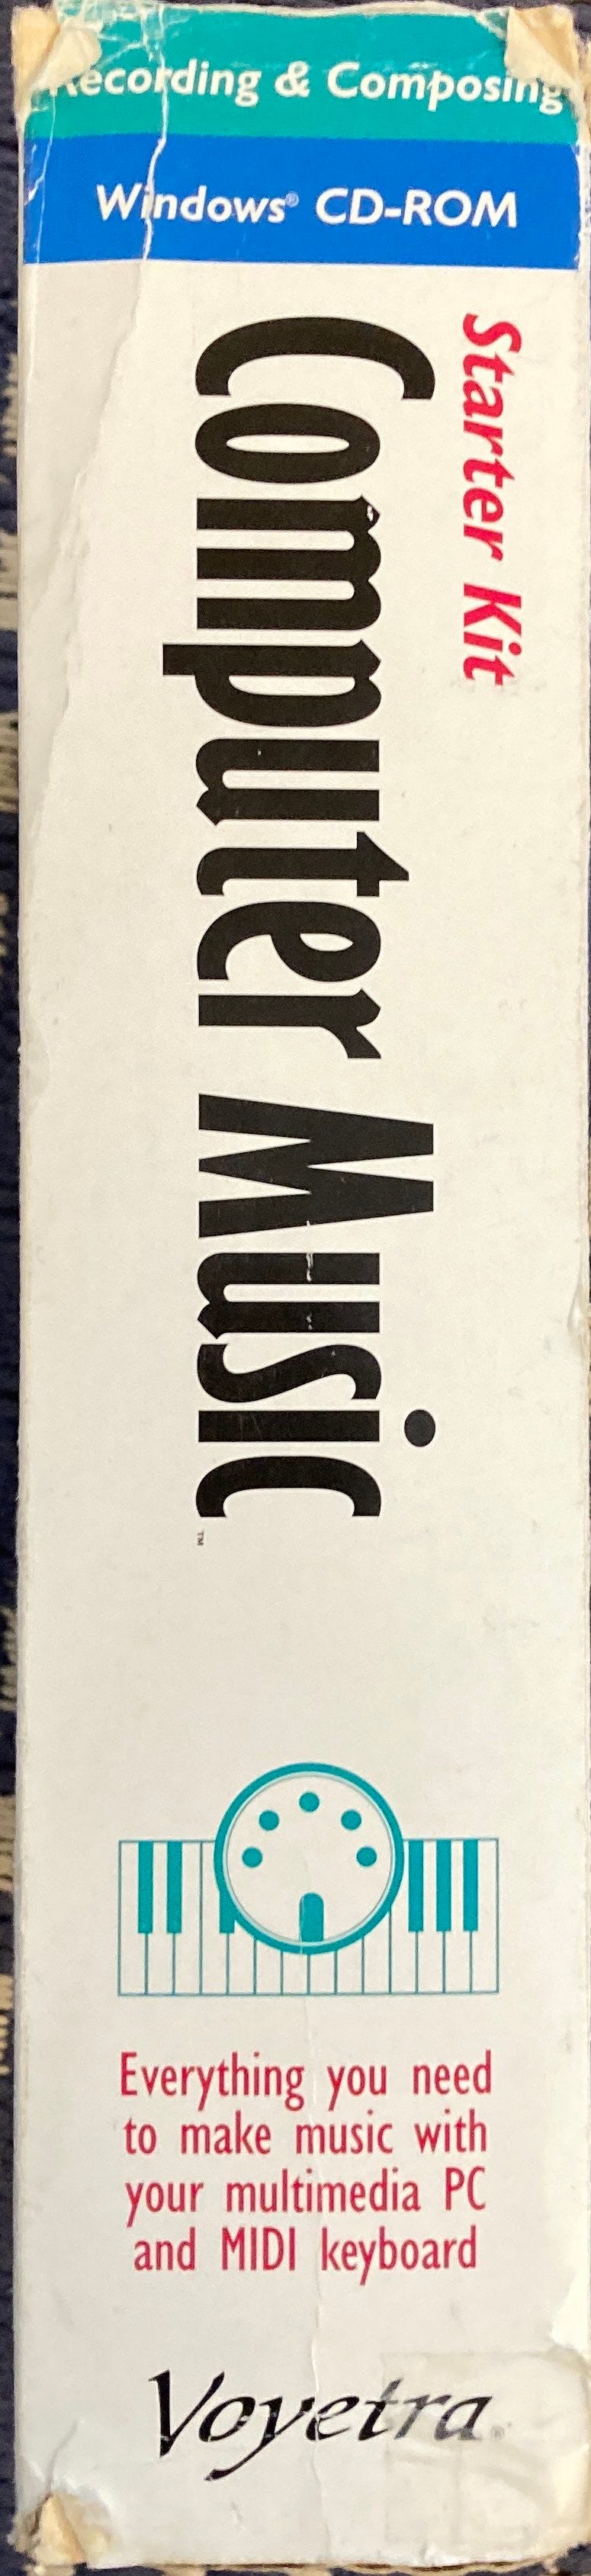 Recording & Composing
Windows® CD-ROM
Starter Kit
Computer Music™
Everything you need
to make music with
your multimedia PC
and MIDI keyboard
Voyetra®